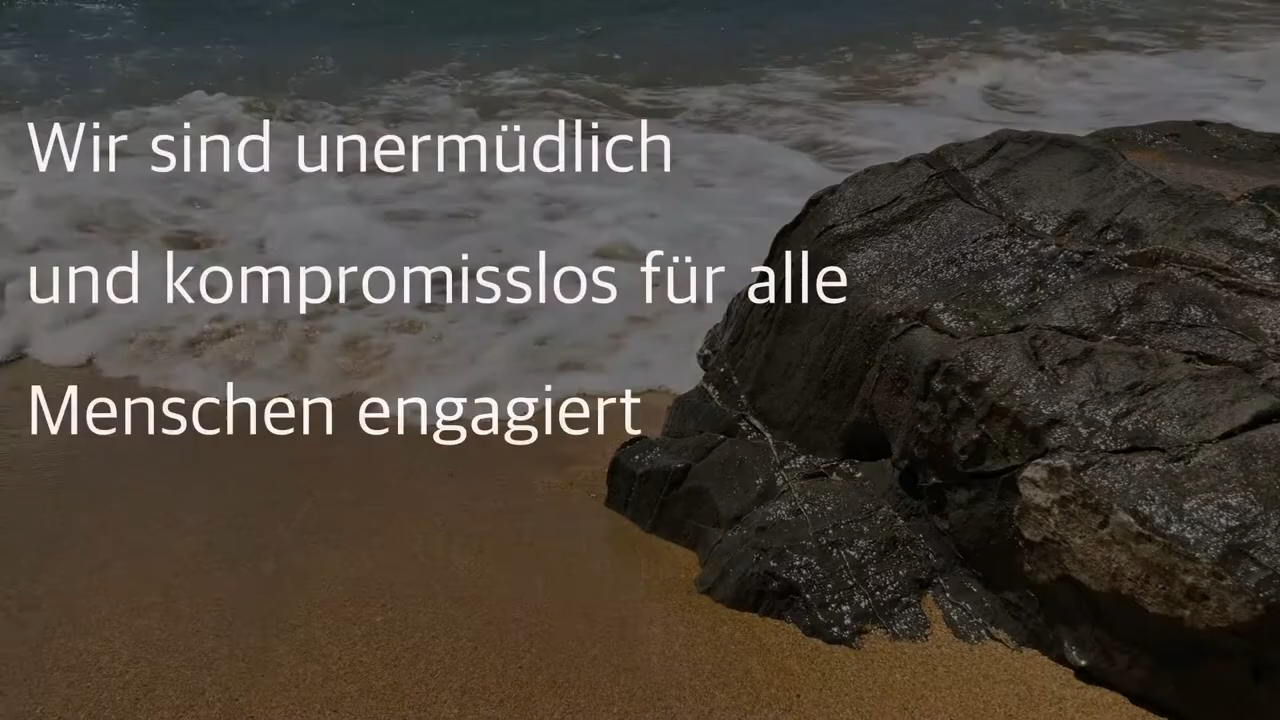 Wir sind unermüdlich
und kompromisslos für alle
Menschen engagiert